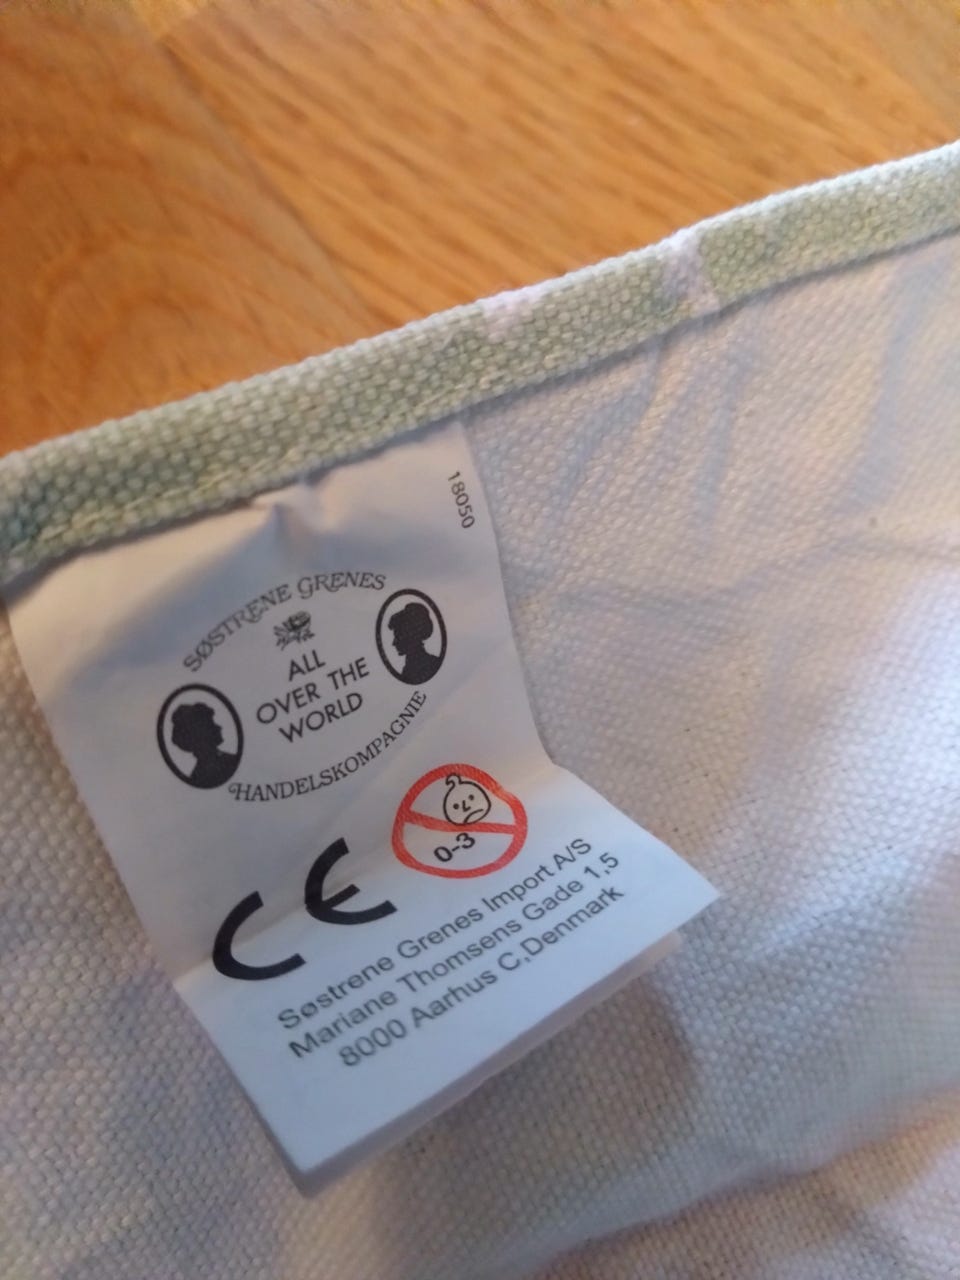 18050
SØSTRENE GRENES
ALL
OVER THE
WORLD
HANDELSKOMPAGNIE
0-3
CE
Søstrene Grenes Import A/S
Mariane Thomsens Gade 1,5
8000 Aarhus C,Denmark